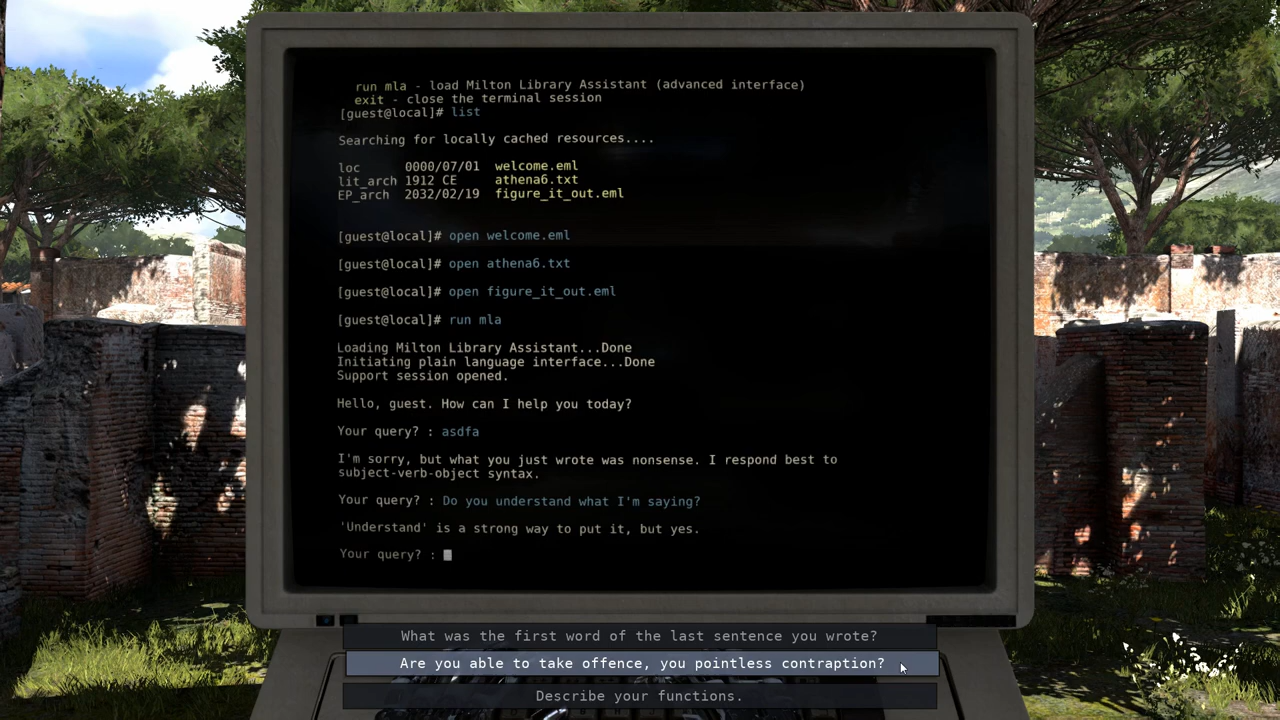 run mla - load Milton Library Assistant (advanced interface)
exit - close the terminal session
[guest@local]# list
Searching for locally cached resources....
loc 0000/07/01 welcome.eml
lit_arch 1912 CE athena6.txt
EP_arch 2032/02/19 figure_it_out.eml
[guest@local]# open welcome.eml
[guest@local]# open athena6.txt
[guest@local]# open figure_it_out.eml
[guest@local]# run mla
Loading Milton Library Assistant...Done
Initiating plain language interface...Done
Support session opened.
Hello, guest. How can I help you today?
Your query? : asdfa
I'm sorry, but what you just wrote was nonsense. I respond best to
subject-verb-object syntax.
Your query? : Do you understand what I'm saying?
'Understand' is a strong way to put it, but yes.
Your query? :
What was the first word of the last sentence you wrote?
Are you able to take offence, you pointless contraption?
Describe your functions.